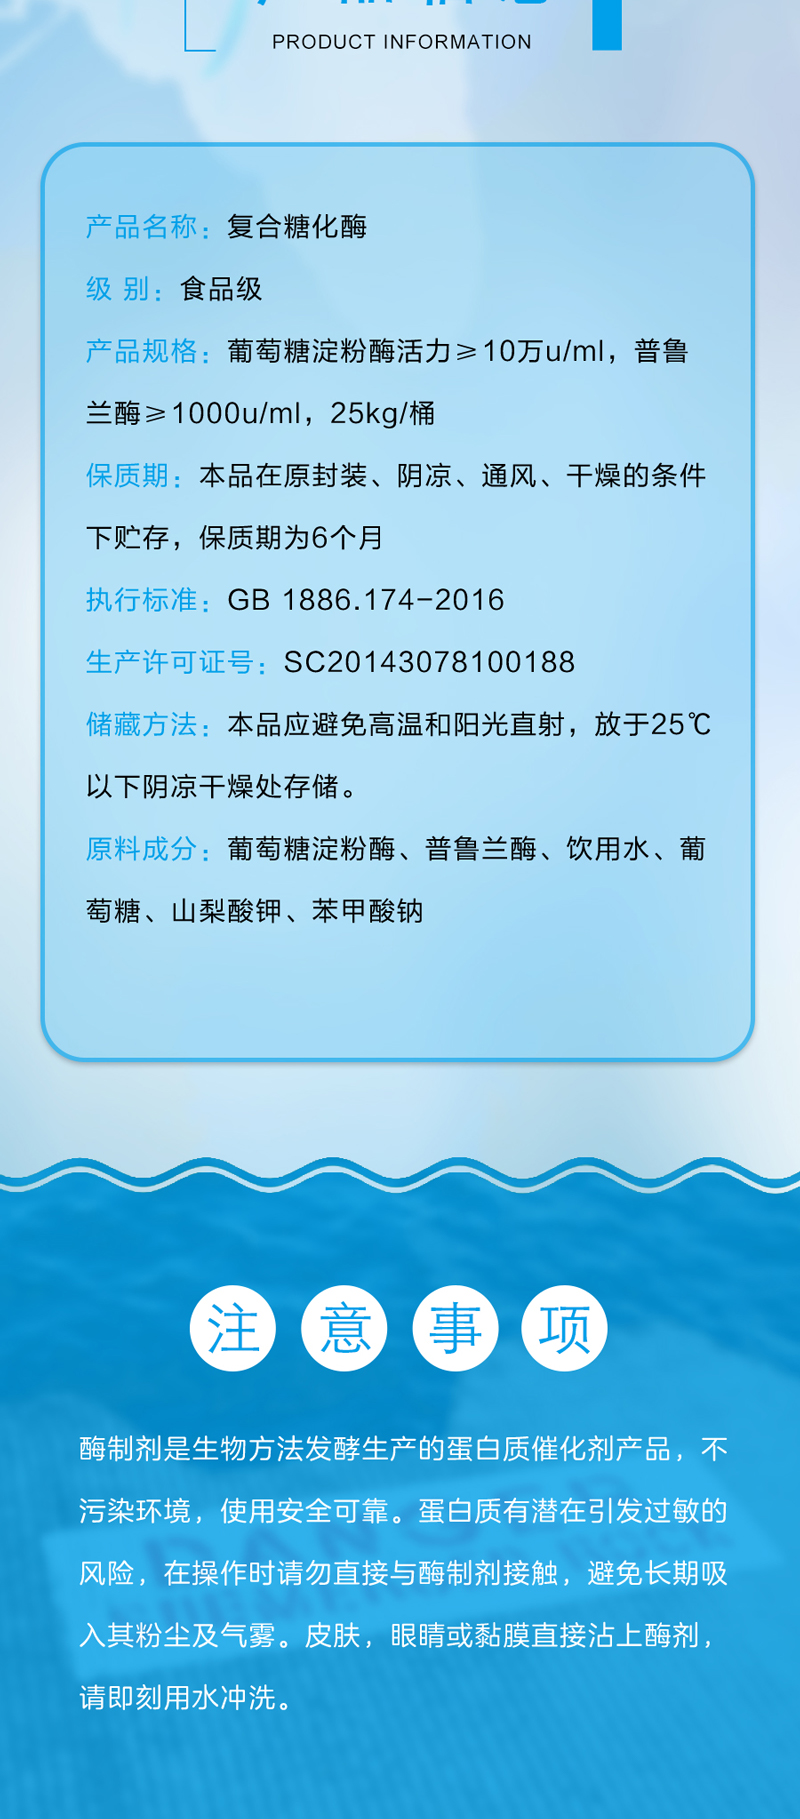 PRODUCT INFORMATION
产品名称：复合糖化酶
级 别：食品级
产品规格：葡萄糖淀粉酶活力≥10万u/ml，普鲁
兰酶≥1000u/ml，25kg/桶
保质期：本品在原封装、阴凉、通风、干燥的条件
下贮存，保质期为6个月
执行标准：GB 1886.174-2016
生产许可证号：SC20143078100188
储藏方法：本品应避免高温和阳光直射，放于25℃
以下阴凉干燥处存储。
原料成分：葡萄糖淀粉酶、普鲁兰酶、饮用水、葡
萄糖、山梨酸钾、苯甲酸钠
注意事项
酶制剂是生物方法发酵生产的蛋白质催化剂产品，不
污染环境，使用安全可靠。蛋白质有潜在引发过敏的
风险，在操作时请勿直接与酶制剂接触，避免长期吸
入其粉尘及气雾。皮肤，眼睛或黏膜直接沾上酶剂，
请即刻用水冲洗。